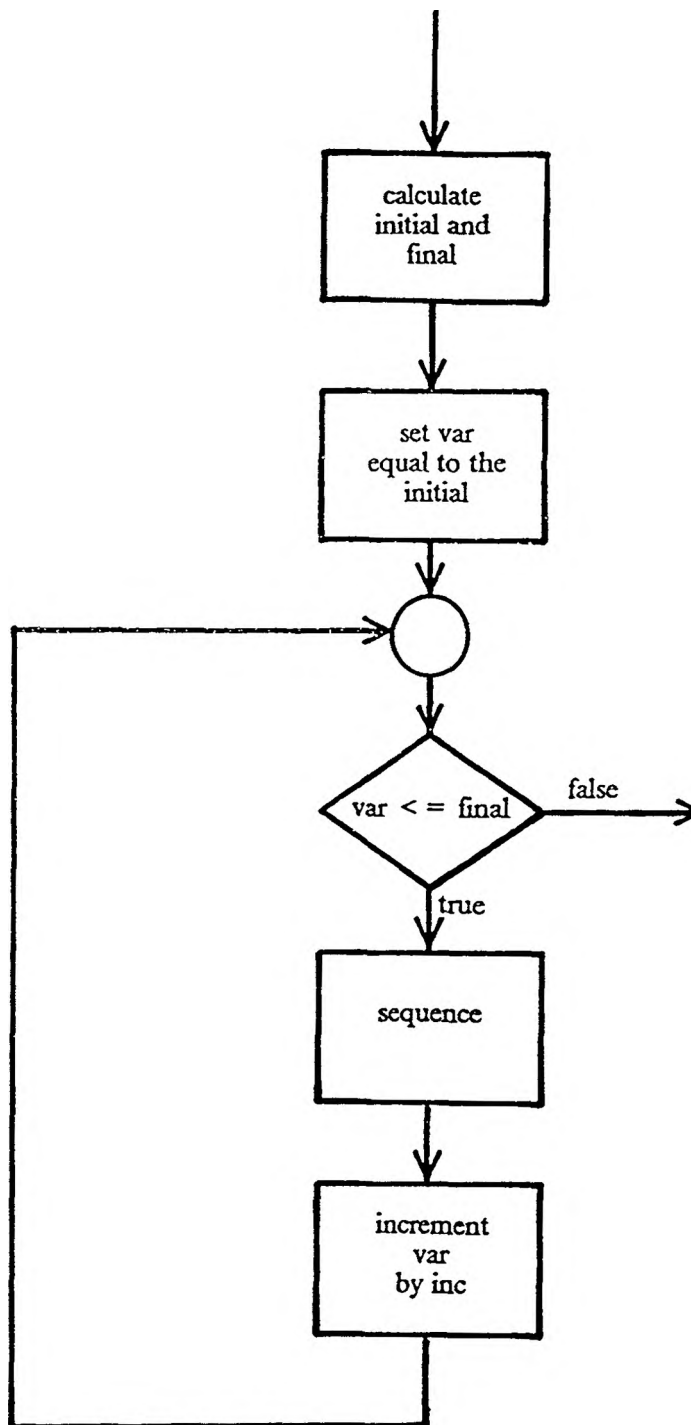 calculate
initial and
final
set var
equal to the
initial
var < = final
false
true
sequence
increment
var
by inc